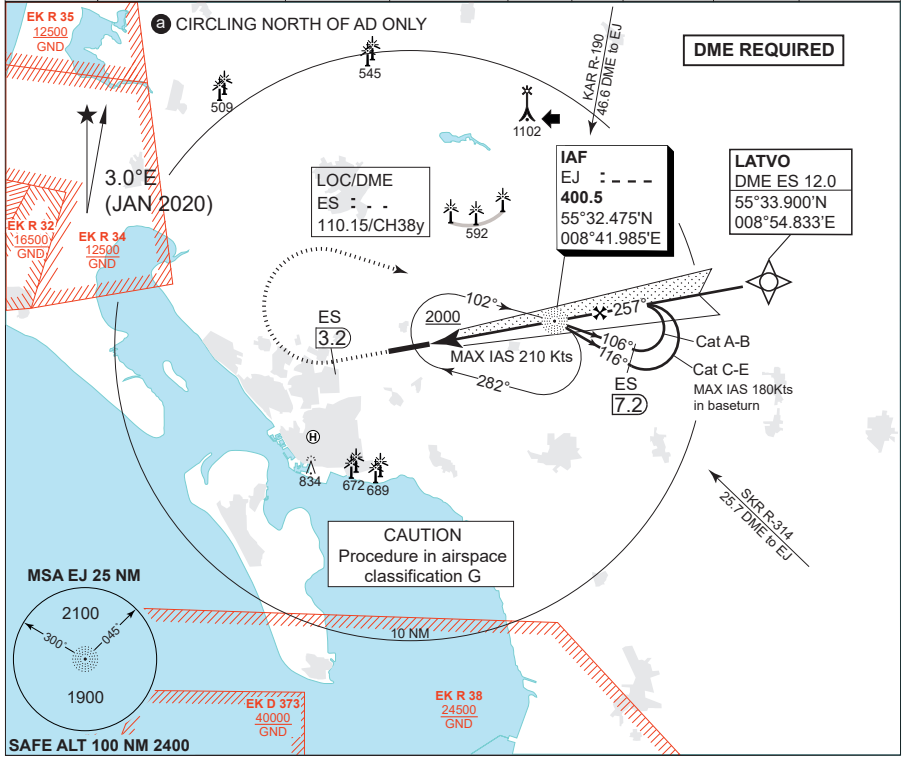 EK R 35
12500
GND
a CIRCLING NORTH OF AD ONLY
DME REQUIRED
545
509
KAR R-190
46.6 DME to EJ
1102
3.0°E
(JAN 2020)
LOC/DME
ES : - -
110.15/CH38y
IAF
EJ : - - -
400.5
55°32.475'N
008°41.985'E
LATVO
DME ES 12.0
55°33.900'N
008°54.833'E
592
EK R 32
16500
GND
EK R 34
12500
GND
102°
2000
257°
ES
3.2
MAX IAS 210 Kts
106°
116°
Cat A-B
282°
Cat C-E
MAX IAS 180Kts
in baseturn
ES
7.2
H
834
672
689
SKR R-314
25.7 DME to EJ
CAUTION
Procedure in airspace
classification G
MSA EJ 25 NM
2100
300°
045°
1900
10 NM
EK D 373
40000
GND
EK R 38
24500
GND
SAFE ALT 100 NM 2400